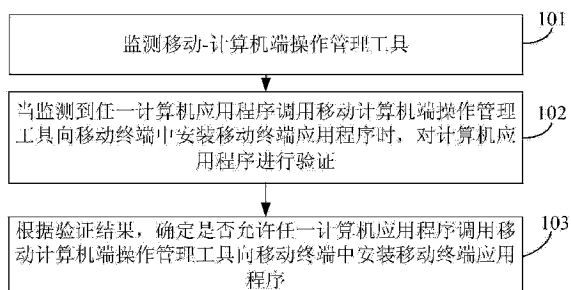 101
监测移动-计算机端操作管理工具
当监测到任一计算机应用程序调用移动计算机端操作管理
工具向移动终端中安装移动终端应用程序时，对计算机应
用程序进行验证
102
根据验证结果，确定是否允许任一计算机应用程序调用移
动计算机端操作管理工具向移动终端中安装移动终端应用
程序
103